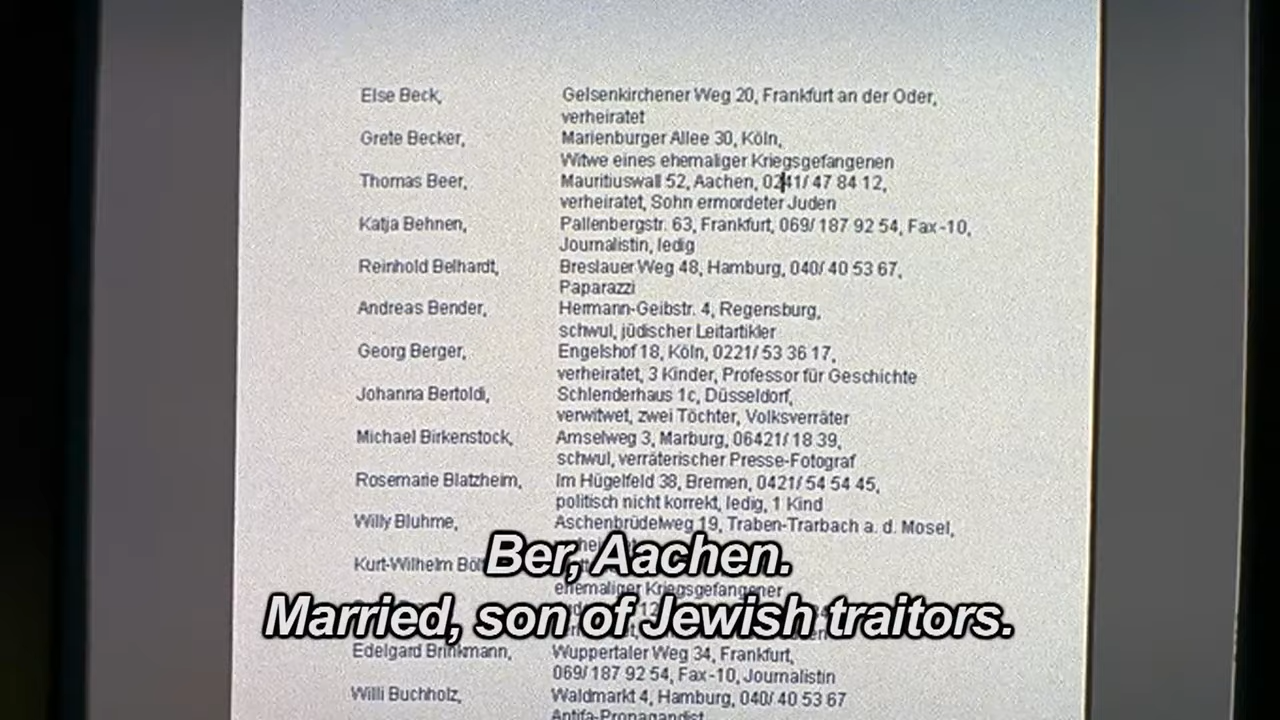 Else Beck, Gelsenkirchener Weg 20, Frankfurt an der Oder,
verheiratet
Grete Becker, Marienburger Allee 30, Köln,
Witwe eines ehemaliger Kriegsgefangenen
Thomas Beer, Mauritiuswall 52, Aachen, 0241/ 47 84 12,
verheiratet, Sohn ermordeter Juden
Katja Behnen, Pallenbergstr. 63, Frankfurt, 069/ 187 92 54, Fax -10,
Journalistin, ledig
Reinhold Belhardt, Breslauer Weg 48, Hamburg, 040/ 40 53 67,
Paparazzi
Andreas Bender, Hermann-Geibstr. 4, Regensburg,
schwul, jüdischer Leitartikler
Georg Berger, Engelshof 18, Köln, 0221/ 53 36 17,
verheiratet, 3 Kinder, Professor für Geschichte
Johanna Bertoldi, Schlenderhaus 1c, Düsseldorf,
verwitwet, zwei Töchter, Volksverräter
Michael Birkenstock, Amselweg 3, Marburg, 06421/ 18 39,
schwul, verräterischer Presse-Fotograf
Rosemarie Blatzheim, Im Hügelfeld 38, Bremen, 0421/ 54 54 45,
politisch nicht korrekt, ledig, 1 Kind
Willy Bluhme, Aschenbrüdelweg 19, Traben-Trarbach a. d. Mosel,
Ber, Aachen.
Kurt-Wilhelm
ehemaliger Kriegsgefangener
Married, son of Jewish traitors.
Edelgard Brinkmann, Wuppertaler Weg 34, Frankfurt,
069/ 187 92 54, Fax -10, Journalistin
Willi Buchholz, Waldmarkt 4, Hamburg, 040/ 40 53 67
Antifa-Propagandist